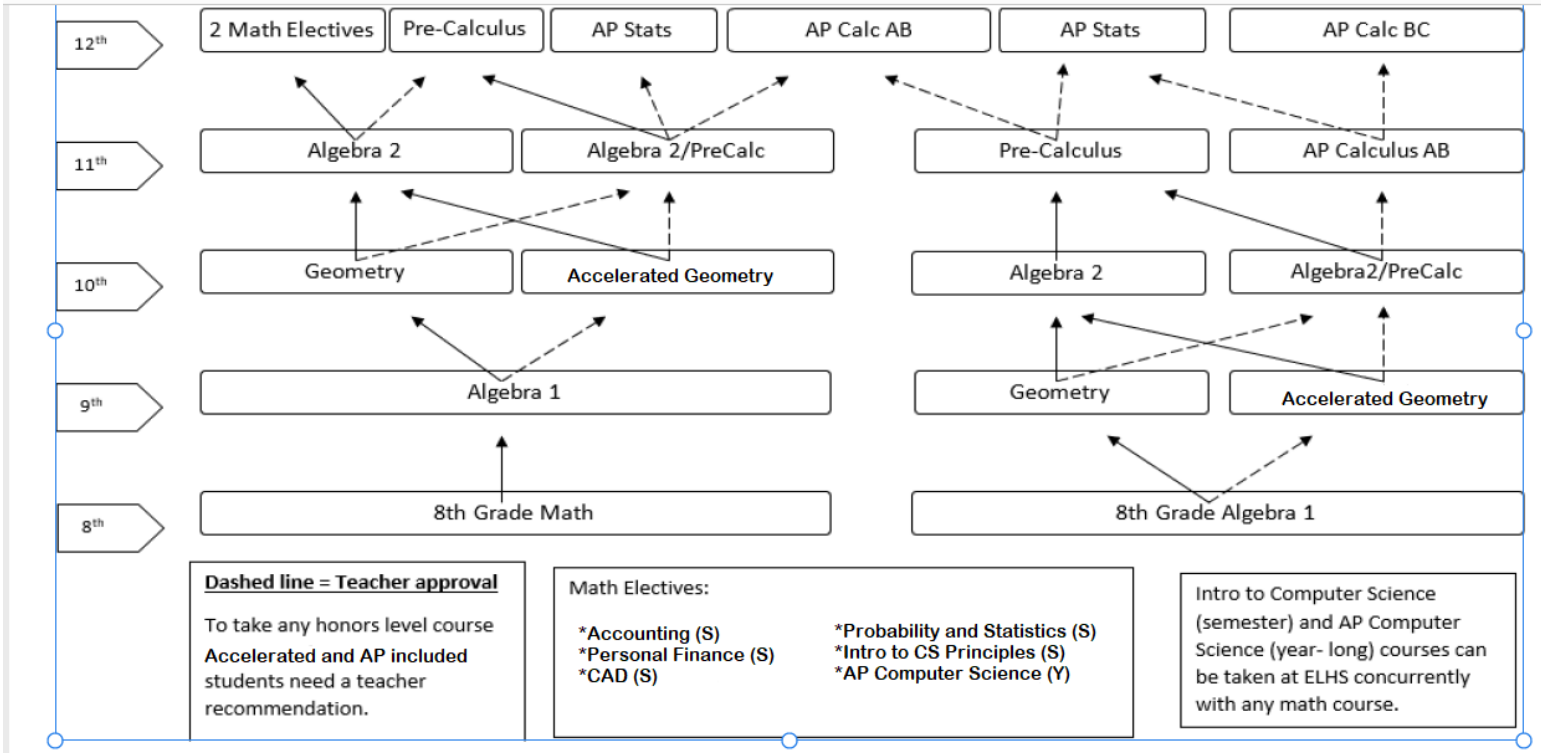 12th
2 Math Electives
Pre-Calculus
AP Stats
AP Calc AB
AP Stats
AP Calc BC
11th
Algebra 2
Algebra 2/PreCalc
Pre-Calculus
AP Calculus AB
10th
Geometry
Accelerated Geometry
Algebra 2
Algebra2/PreCalc
9th
Algebra 1
Geometry
Accelerated Geometry
8th
8th Grade Math
8th Grade Algebra 1
Dashed line = Teacher approval
To take any honors level course
Accelerated and AP included
students need a teacher
recommendation.
Math Electives:
*Accounting (S)
*Personal Finance (S)
*CAD (S)
*Probability and Statistics (S)
*Intro to CS Principles (S)
*AP Computer Science (Y)
Intro to Computer Science
(semester) and AP Computer
Science (year- long) courses can
be taken at ELHS concurrently
with any math course.